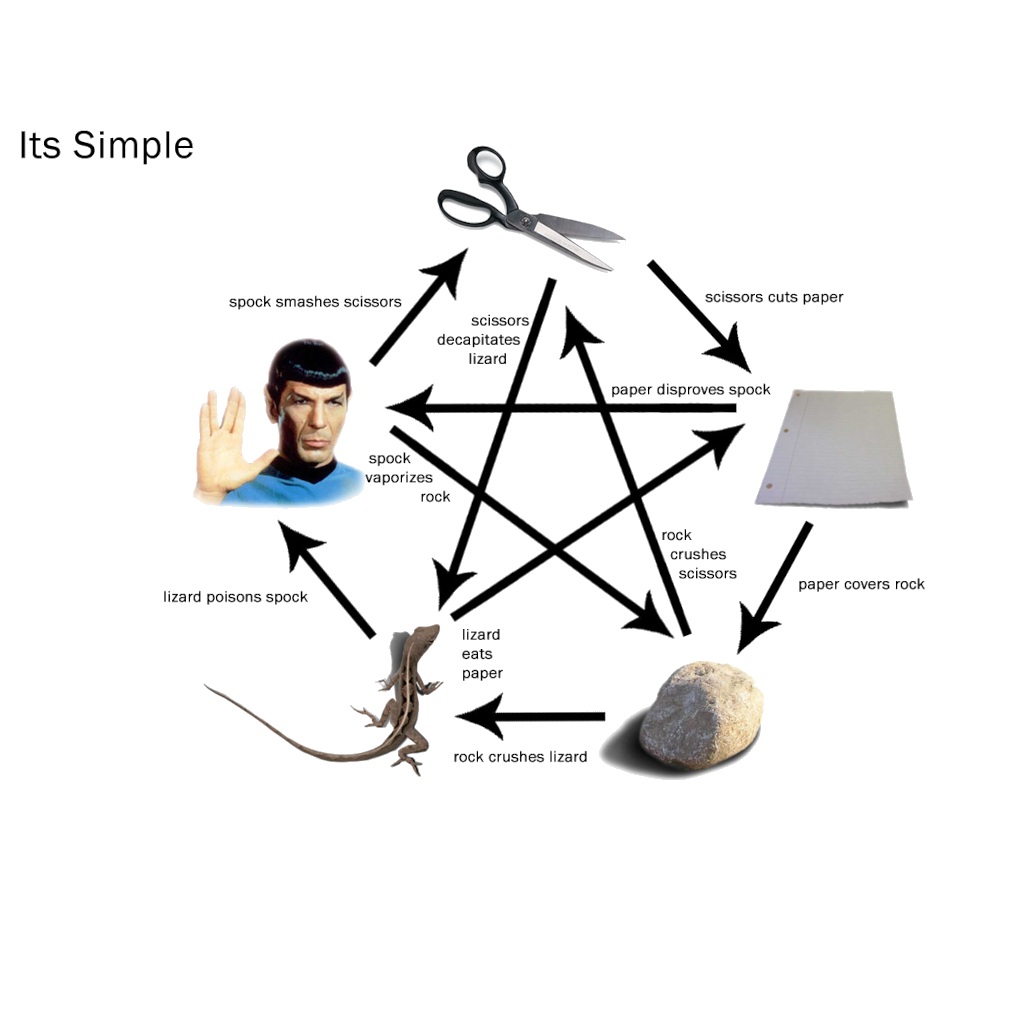 Its Simple
spock smashes scissors
scissors cuts paper
scissors
decapitates
lizard
paper disproves spock
spock
vaporizes
rock
rock
crushes
scissors
paper covers rock
lizard poisons spock
lizard
eats
paper
rock crushes lizard